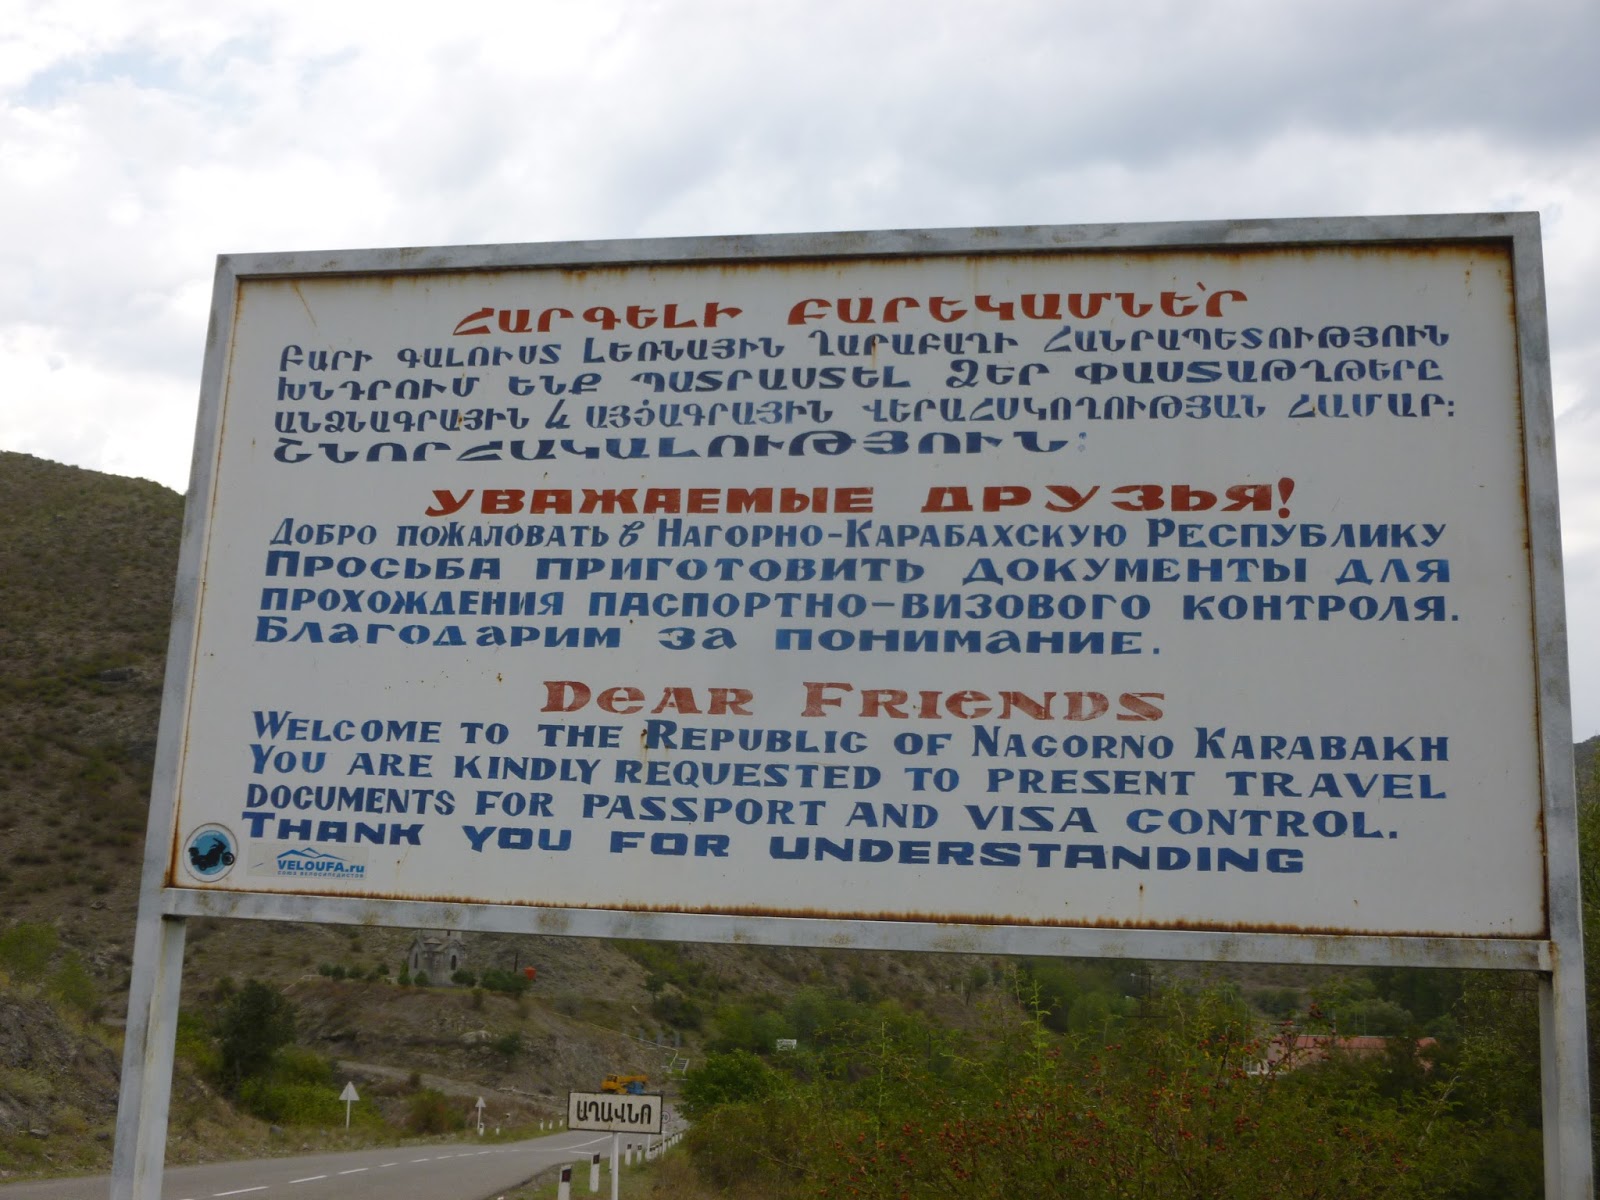 ՀԱՐԳԵԼԻ ԲԱՐԵԿԱՄՆԵ՛Ր
ԲԱՐԻ ԳԱԼՈՒՍՏ ԼԵՌՆԱՅԻՆ ՂԱՐԱԲԱՂԻ ՀԱՆՐԱՊԵՏՈՒԹՅՈՒՆ
ԽՆԴՐՈՒՄ ԵՆՔ ՊԱՏՐԱՍՏԵԼ ՁԵՐ ՓԱՍՏԱԹՂԹԵՐԸ
ԱՆՁՆԱԳՐԱՅԻՆ և ԱՅՑԱԳՐԱՅԻՆ ՎԵՐԱՀՍԿՈՂՈՒԹՅԱՆ ՀԱՄԱՐ:
ՇՆՈՐՀԱԿԱԼՈՒԹՅՈՒՆ:
УВАЖАЕМЫЕ ДРУЗЬЯ!
ДОБРО ПОЖАЛОВАТЬ в НАГОРНО-КАРАБАХСКУЮ РЕСПУБЛИКУ
ПРОСЬБА ПРИГОТОВИТЬ ДОКУМЕНТЫ ДЛЯ
ПРОХОЖДЕНИЯ ПАСПОРТНО-ВИЗОВОГО КОНТРОЛЯ.
БЛАГОДАРИМ ЗА ПОНИМАНИЕ.
DEAR FRIENDS
WELCOME TO THE REPUBLIC OF NAGORNO KARABAKH
YOU ARE KINDLY REQUESTED TO PRESENT TRAVEL
DOCUMENTS FOR PASSPORT AND VISA CONTROL.
THANK YOU FOR UNDERSTANDING
VELOUFA.ru
СОЮЗ ВЕЛОСИПЕДИСТОВ
ԱՂԱՎՆՈ